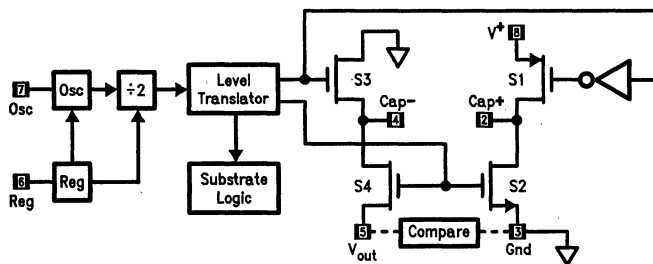 V+
8
S3
S1
7
Osc
Osc
÷2
Level
Translator
Cap-
4
Cap+
2
6
Reg
Reg
Substrate
Logic
S4
S2
5
Vout
Compare
3
Gnd